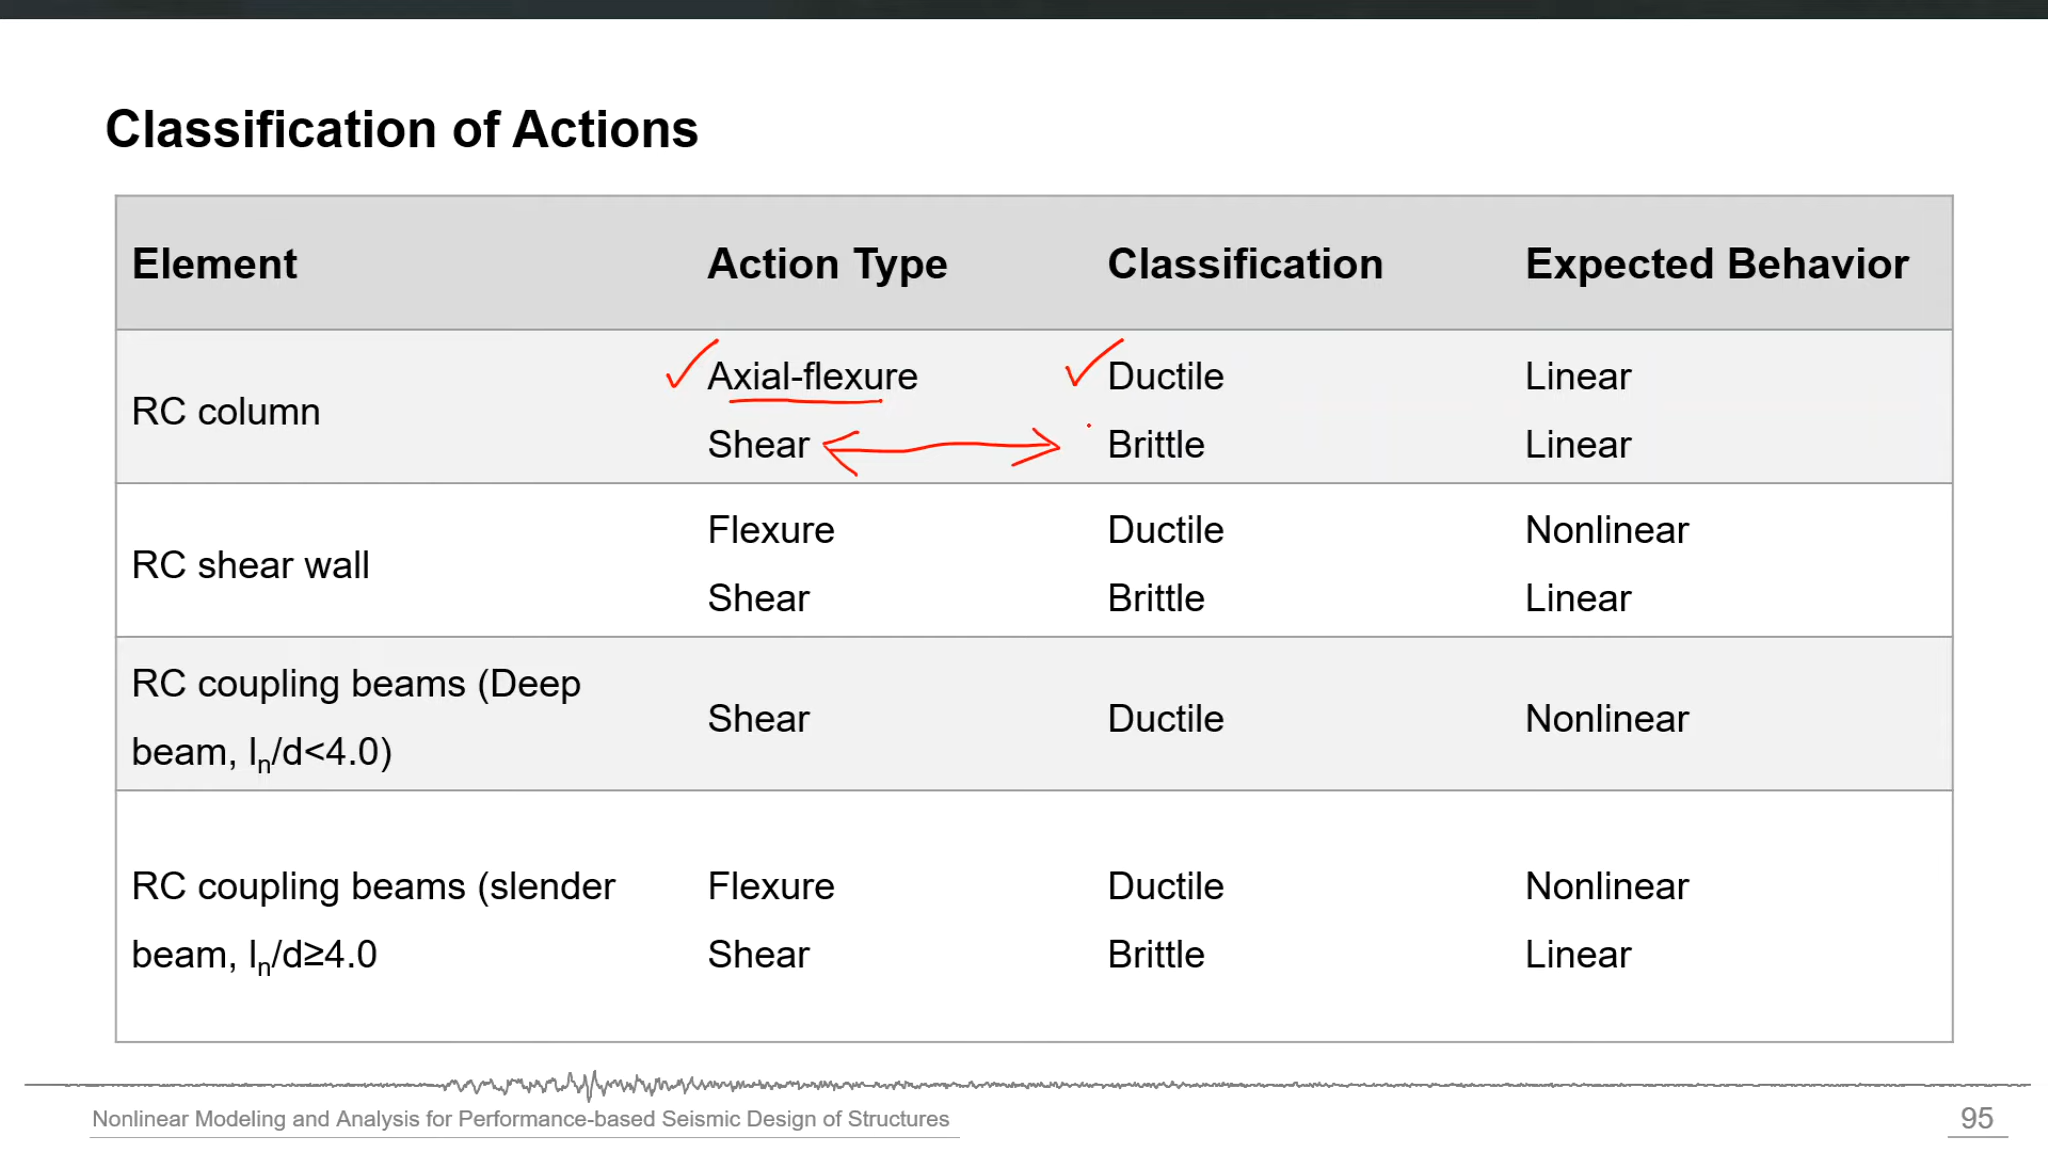 Classification of Actions
Element Action Type Classification Expected Behavior
RC column
Axial-flexure Ductile Linear
Shear Brittle Linear
RC shear wall
Flexure Ductile Nonlinear
Shear Brittle Linear
RC coupling beams (Deep
beam, ln/d<4.0)
Shear Ductile Nonlinear
RC coupling beams (slender
beam, ln/d≥4.0
Flexure Ductile Nonlinear
Shear Brittle Linear
Nonlinear Modeling and Analysis for Performance-based Seismic Design of Structures
95